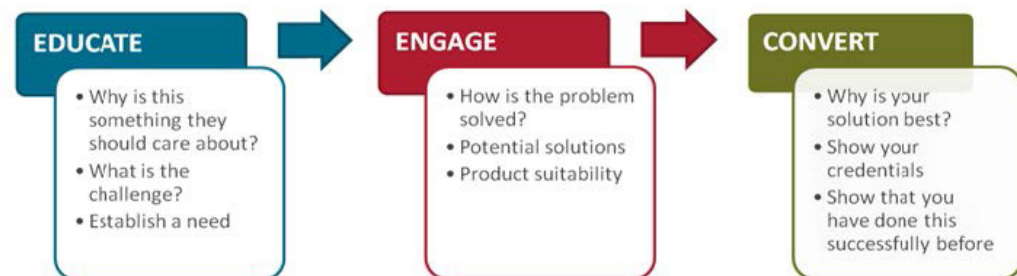 EDUCATE
• Why is this
something they
should care about?
• What is the
challenge?
• Establish a need
ENGAGE
• How is the problem
solved?
• Potential solutions
• Product suitability
CONVERT
• Why is your
solution best?
• Show your
credentials
• Show that you
have done this
successfully before